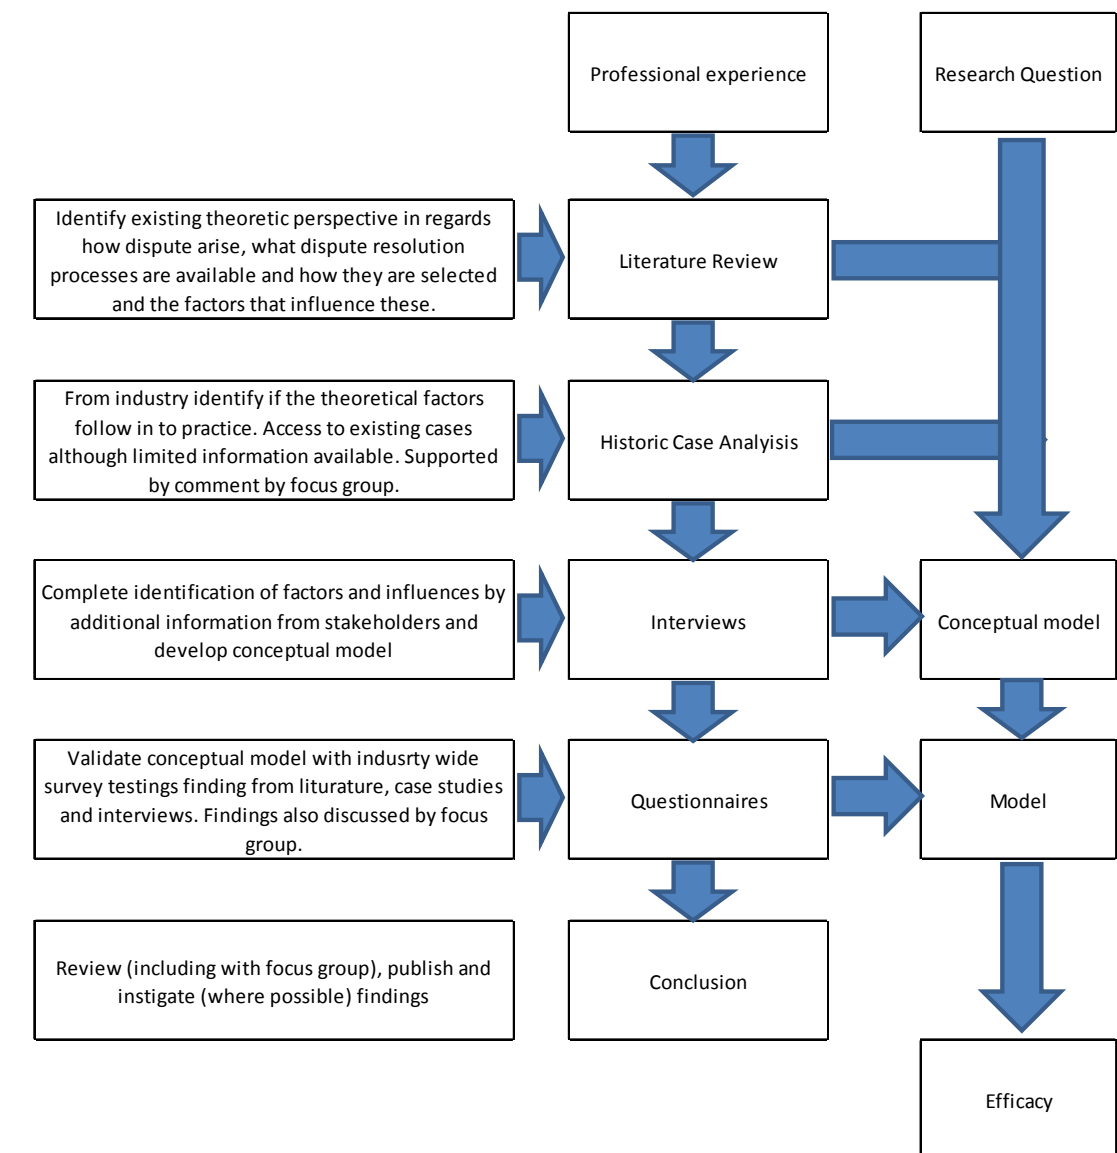 Professional experience
Research Question
Identify existing theoretic perspective in regards
how dispute arise, what dispute resolution
processes are available and how they are selected
and the factors that influence these.
Literature Review
From industry identify if the theoretical factors
follow in to practice. Access to existing cases
although limited information available. Supported
by comment by focus group.
Historic Case Analyisis
Complete identification of factors and influences by
additional information from stakeholders and
develop conceptual model
Interviews
Conceptual model
Validate conceptual model with indusrty wide
survey testings finding from liturature, case studies
and interviews. Findings also discussed by focus
group.
Questionnaires
Model
Review (including with focus group), publish and
instigate (where possible) findings
Conclusion
Efficacy